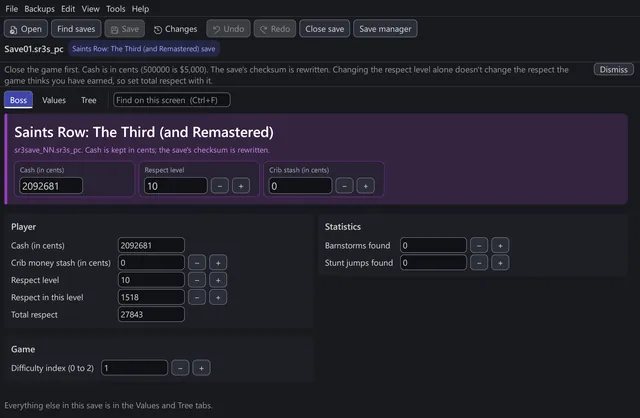 File Backups Edit View Tools Help
Open Find saves Save Changes Undo Redo Close save Save manager
Save01.sr3s_pc Saints Row: The Third (and Remastered) save
Close the game first. Cash is in cents (500000 is $5,000). The save's checksum is rewritten. Changing the respect level alone doesn't change the respect the game thinks you have earned, so set total respect with it.
Dismiss
Boss Values Tree Find on this screen (Ctrl+F)
Saints Row: The Third (and Remastered)
sr3save_NN.sr3s_pc. Cash is kept in cents; the save's checksum is rewritten.
Cash (in cents) Respect level Crib stash (in cents)
2092681 10 − + 0 − +
Player
Cash (in cents) 2092681
Crib money stash (in cents) 0 − +
Respect level 10 − +
Respect in this level 1518 − +
Total respect 27843
Statistics
Barnstorms found 0 − +
Stunt jumps found 0 − +
Game
Difficulty index (0 to 2) 1 − +
Everything else in this save is in the Values and Tree tabs.